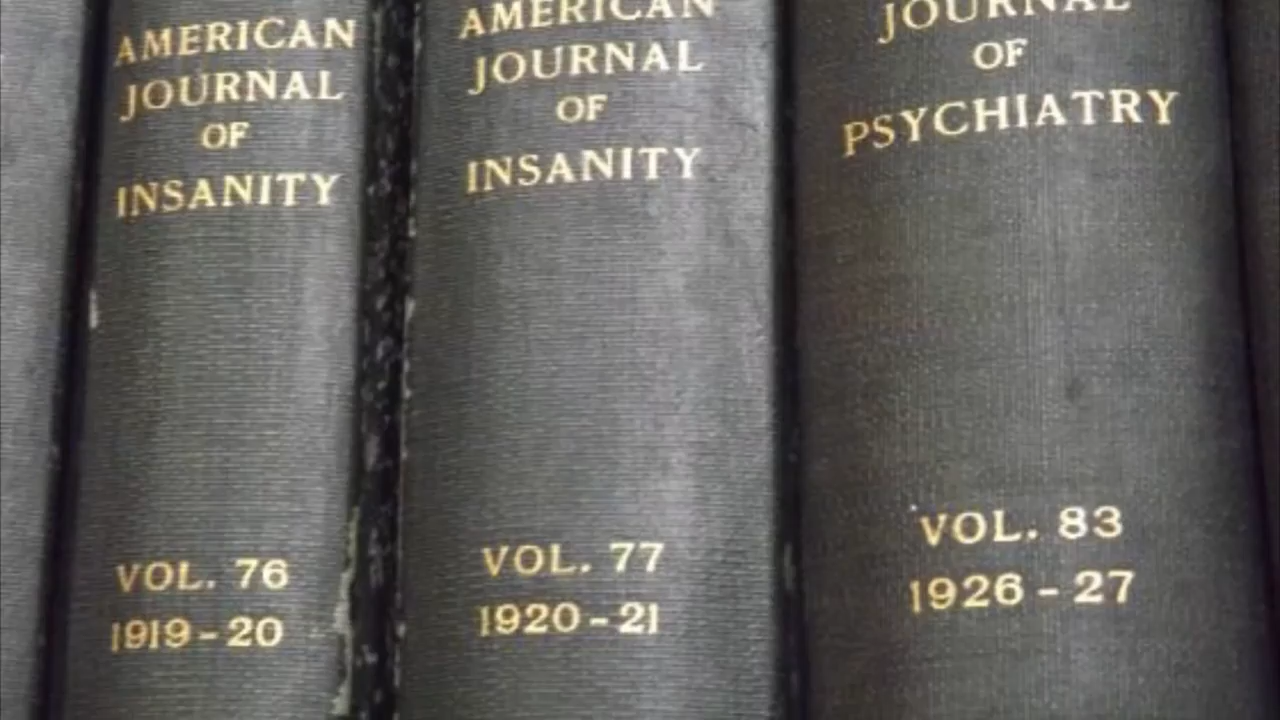 AMERICAN
JOURNAL
OF
INSANITY
VOL. 76
1919-20
AMERICAN
JOURNAL
OF
INSANITY
VOL. 77
1920-21
JOURNAL
OF
PSYCHIATRY
VOL. 83
1926-27